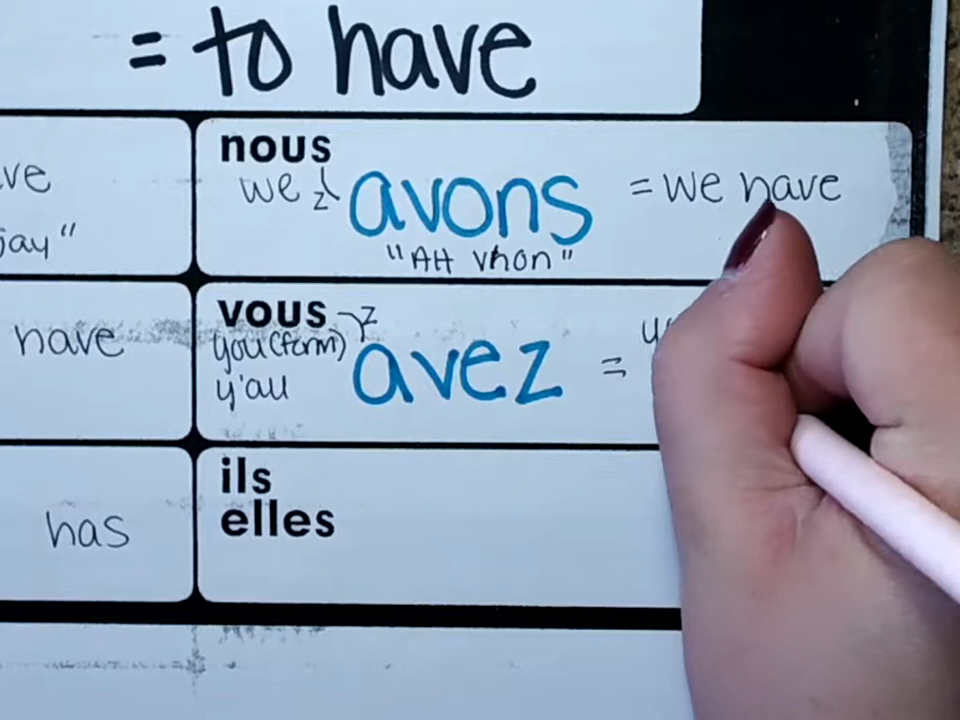 = to have
nous
we z avons = we have
jay"
"AH vhon"
vous z
have
you (form) avez =
y'all
ils
has
elles